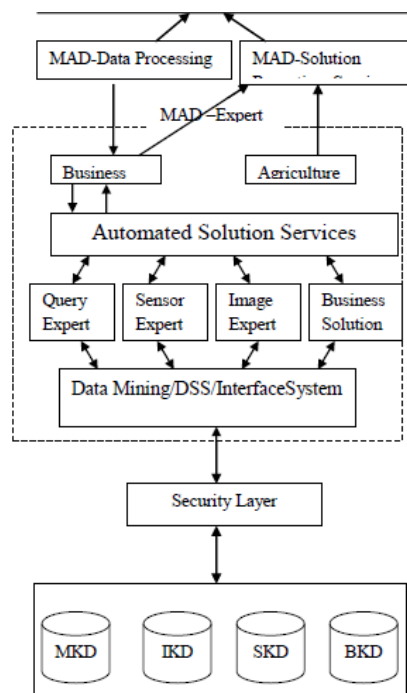 MAD-Data Processing
MAD-Solution
MAD –Expert
Business
Agriculture
Automated Solution Services
Query
Expert
Sensor
Expert
Image
Expert
Business
Solution
Data Mining/DSS/InterfaceSystem
Security Layer
MKD
IKD
SKD
BKD